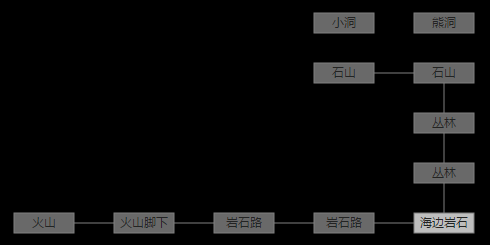 小洞 熊洞
石山 石山
丛林
丛林
火山 火山脚下 岩石路 岩石路 海边岩石